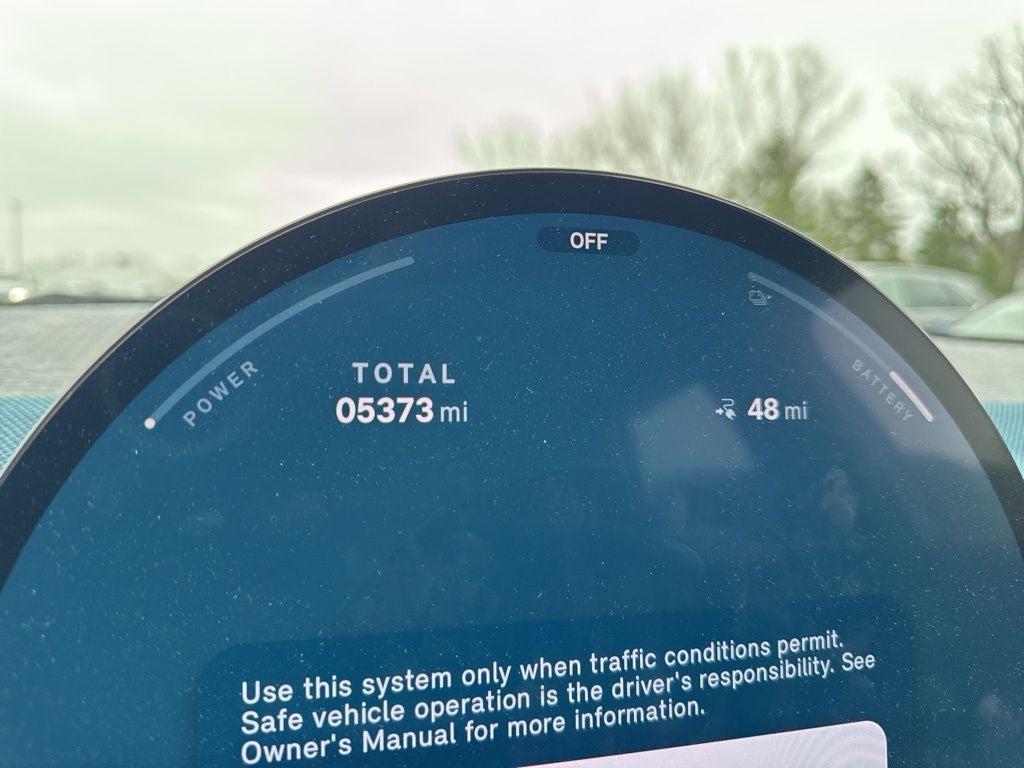 OFF
POWER
TOTAL
05373 mi
48 mi
BATTERY
Use this system only when traffic conditions permit.
Safe vehicle operation is the driver's responsibility. See
Owner's Manual for more information.